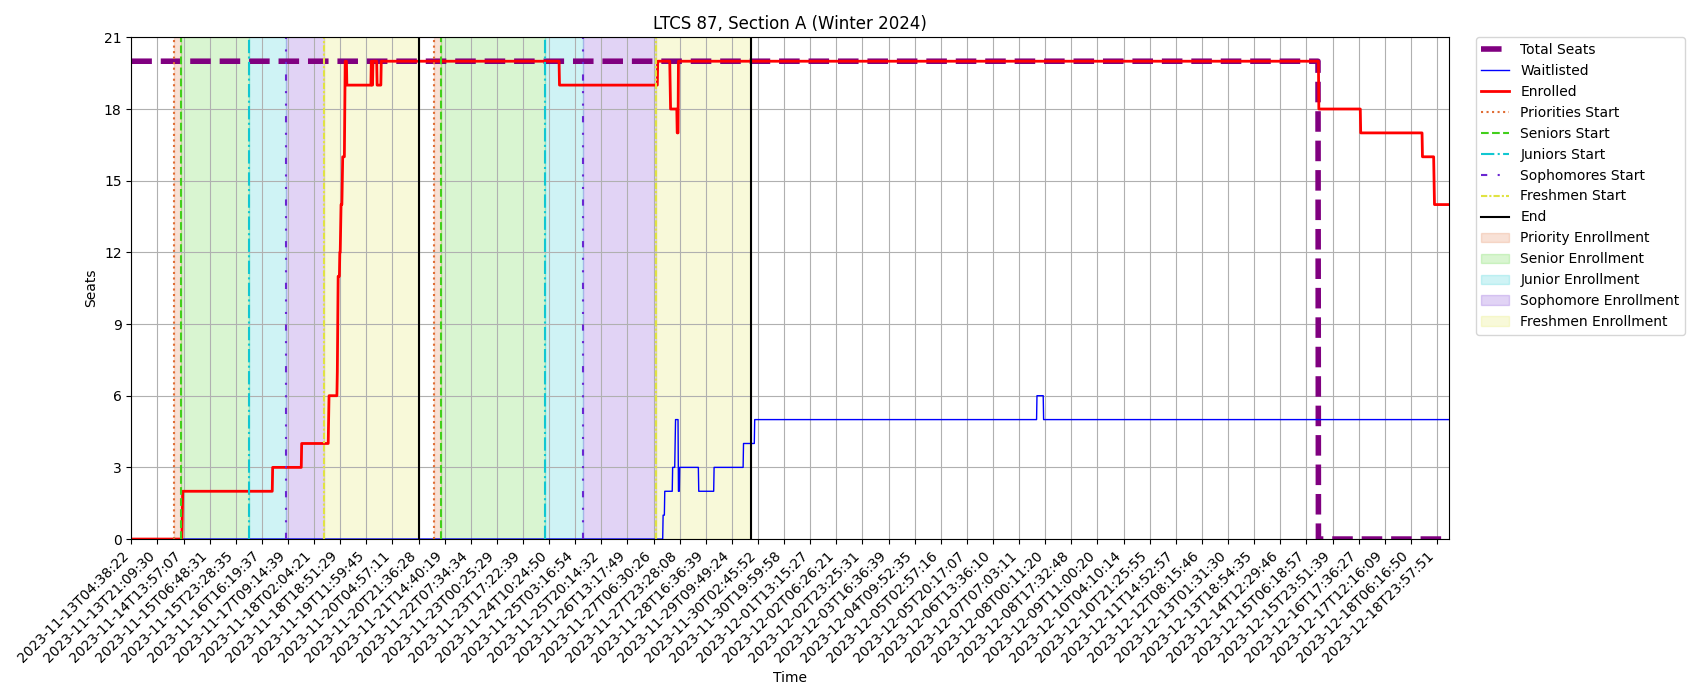 LTCS 87, Section A (Winter 2024)
21
18
15
12
9
6
3
0
Seats
2023-11-13T04:38:22
2023-11-13T21:09:30
2023-11-14T13:57:07
2023-11-15T06:48:31
2023-11-15T23:28:35
2023-11-16T16:19:37
2023-11-17T09:14:39
2023-11-18T02:04:21
2023-11-18T18:51:29
2023-11-19T11:59:45
2023-11-20T04:57:11
2023-11-20T21:36:28
2023-11-21T14:40:19
2023-11-22T07:34:34
2023-11-23T00:25:29
2023-11-23T17:22:39
2023-11-24T10:24:50
2023-11-25T03:16:54
2023-11-25T20:14:32
2023-11-26T13:17:49
2023-11-27T06:30:26
2023-11-27T23:28:08
2023-11-28T16:36:39
2023-11-29T09:49:24
2023-11-30T02:45:52
2023-11-30T19:59:58
2023-12-01T13:15:27
2023-12-02T06:26:21
2023-12-02T23:25:31
2023-12-03T16:36:39
2023-12-04T09:52:35
2023-12-05T02:57:16
2023-12-05T20:17:07
2023-12-06T13:36:10
2023-12-07T07:03:11
2023-12-08T00:11:20
2023-12-08T17:32:48
2023-12-09T11:00:20
2023-12-10T04:10:14
2023-12-10T21:25:55
2023-12-11T14:52:57
2023-12-12T08:15:46
2023-12-13T01:31:30
2023-12-13T18:54:35
2023-12-14T12:29:46
2023-12-15T06:18:57
2023-12-15T23:51:39
2023-12-16T17:36:27
2023-12-17T12:16:09
2023-12-18T06:16:50
2023-12-18T23:57:51
Time
Total Seats
Waitlisted
Enrolled
Priorities Start
Seniors Start
Juniors Start
Sophomores Start
Freshmen Start
End
Priority Enrollment
Senior Enrollment
Junior Enrollment
Sophomore Enrollment
Freshmen Enrollment